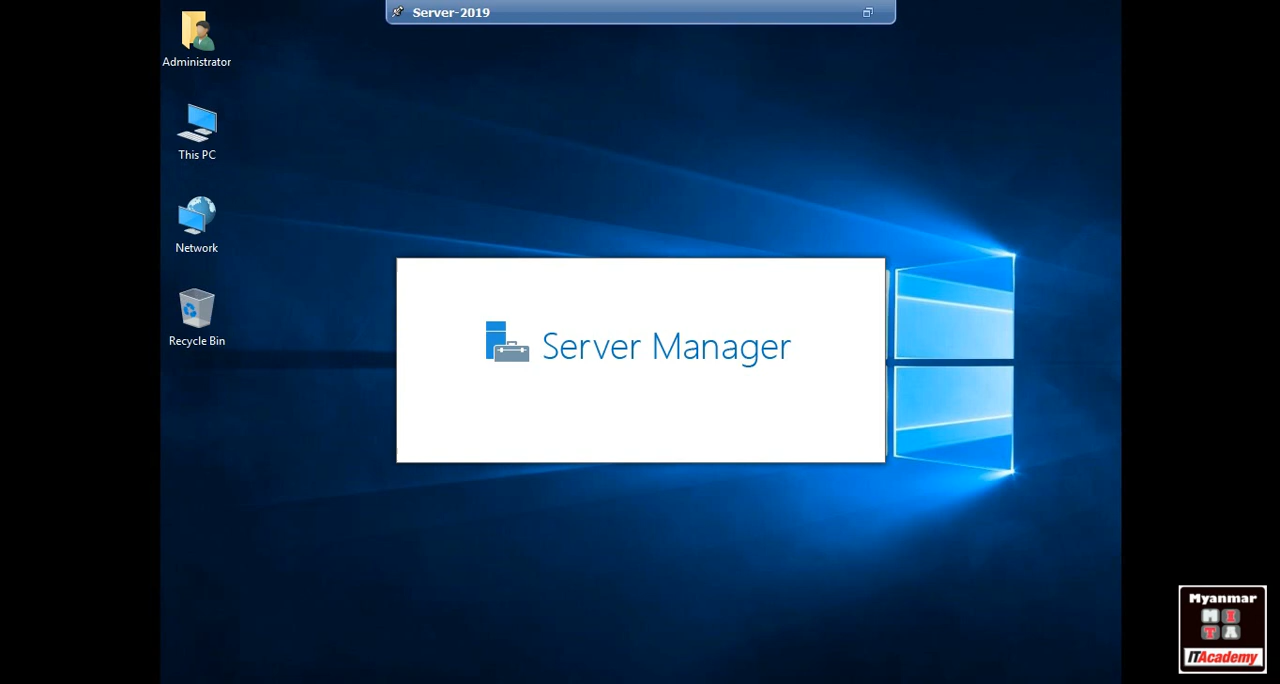 Server-2019
Administrator
This PC
Network
Recycle Bin
Server Manager
Myanmar
M I
T A
ITAcademy